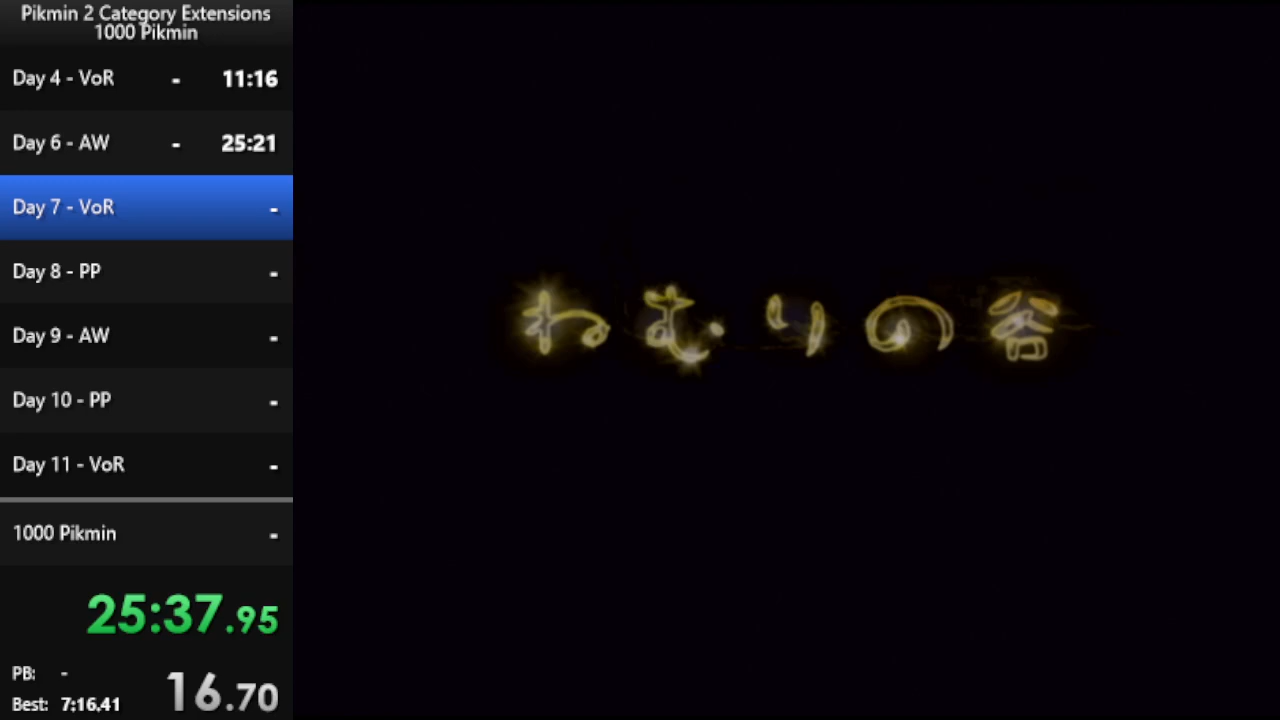 Pikmin 2 Category Extensions
1000 Pikmin
Day 4 - VoR - 11:16
Day 6 - AW - 25:21
Day 7 - VoR -
Day 8 - PP -
Day 9 - AW -
Day 10 - PP -
Day 11 - VoR -
1000 Pikmin -
25:37.95
PB: -
16.70
Best: 7:16.41
ねむりの谷